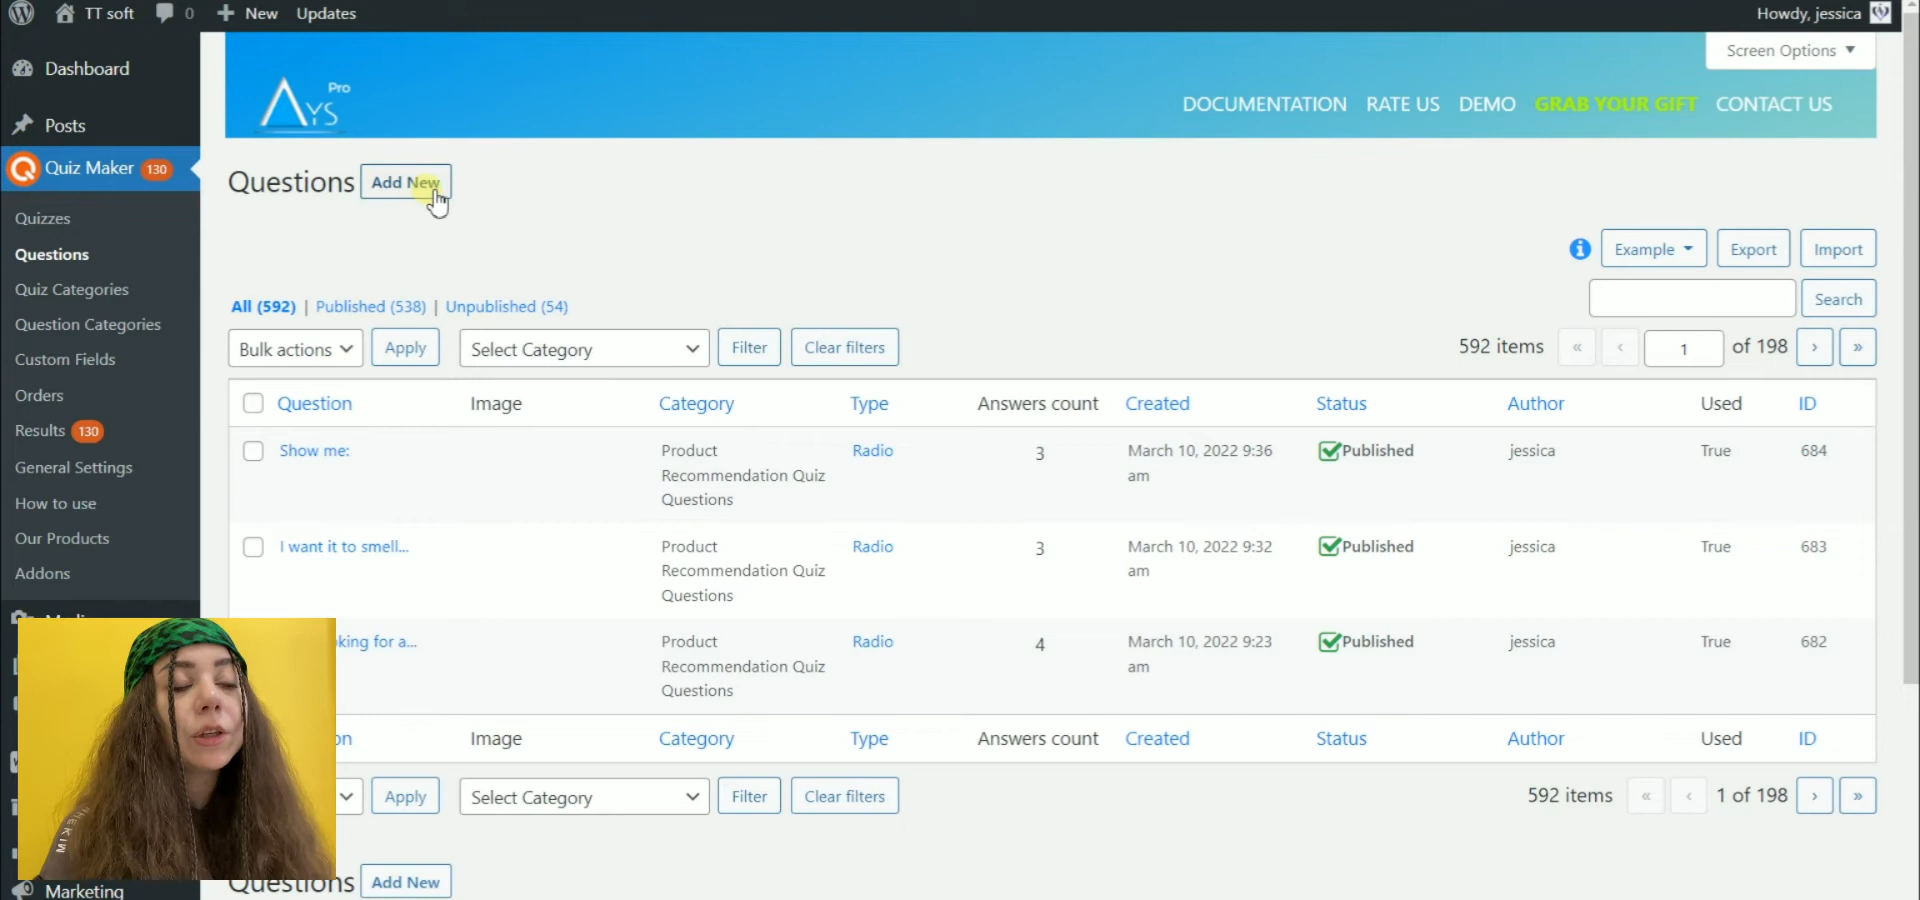 TT soft 0 New Updates Howdy, jessica
Screen Options
Dashboard
Posts
Quiz Maker 130
Quizzes
Questions
Quiz Categories
Question Categories
Custom Fields
Orders
Results 130
General Settings
How to use
Our Products
Addons
Marketing
AYS Pro
DOCUMENTATION RATE US DEMO GRAB YOUR GIFT CONTACT US
Questions Add New
Example Export Import
Search
All (592) | Published (538) | Unpublished (54)
Bulk actions Apply Select Category Filter Clear filters 592 items « ‹ 1 of 198 › »
Question Image Category Type Answers count Created Status Author Used ID
Show me: Product Radio 3 March 10, 2022 9:36 Published jessica True 684
Recommendation Quiz am
Questions
I want it to smell... Product Radio 3 March 10, 2022 9:32 Published jessica True 683
Recommendation Quiz am
Questions
king for a... Product Radio 4 March 10, 2022 9:23 Published jessica True 682
Recommendation Quiz am
Questions
on Image Category Type Answers count Created Status Author Used ID
Apply Select Category Filter Clear filters 592 items « ‹ 1 of 198 › »
Questions Add New